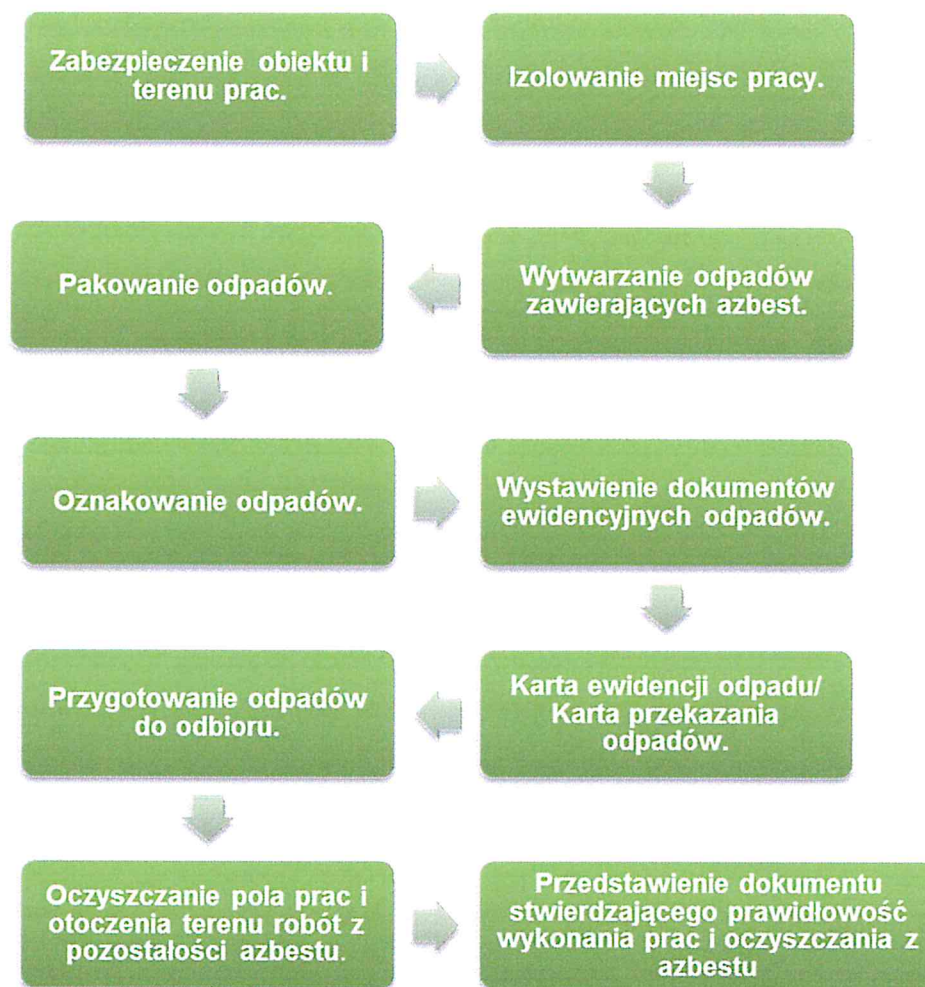 Zabezpieczenie obiektu i
terenu prac.
Izolowanie miejsc pracy.
Wytwarzanie odpadów
zawierających azbest.
Pakowanie odpadów.
Oznakowanie odpadów.
Wystawienie dokumentów
ewidencyjnych odpadów.
Karta ewidencji odpadu/
Karta przekazania
odpadów.
Przygotowanie odpadów
do odbioru.
Oczyszczanie pola prac i
otoczenia terenu robót z
pozostałości azbestu.
Przedstawienie dokumentu
stwierdzającego prawidłowość
wykonania prac i oczyszczania z
azbestu